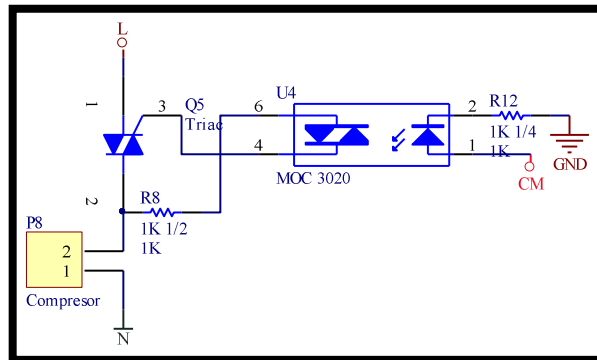 L
1
3
Q5
Triac
2
U4
6
4
MOC 3020
2
1
R12
1K 1/4
1K
GND
CM
R8
1K 1/2
1K
P8
2
1
Compresor
N